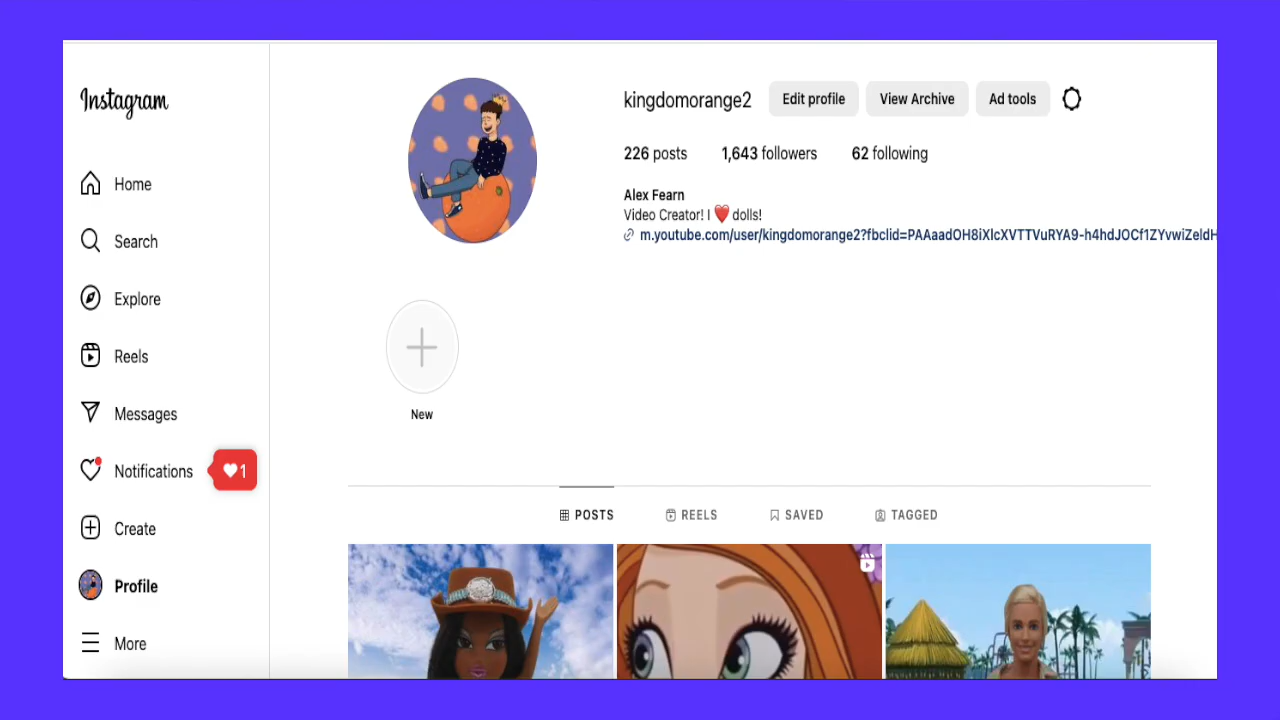 Instagram
Home
Search
Explore
Reels
Messages
Notifications
1
Create
Profile
More
kingdomorange2
Edit profile
View Archive
Ad tools
226 posts 1,643 followers 62 following
Alex Fearn
Video Creator! I ❤️ dolls!
m.youtube.com/user/kingdomorange2?fbclid=PAAaadOH8iXlcXVTTVuRYA9-h4hdJOCf1ZYvwiZeldH
New
POSTS REELS SAVED TAGGED